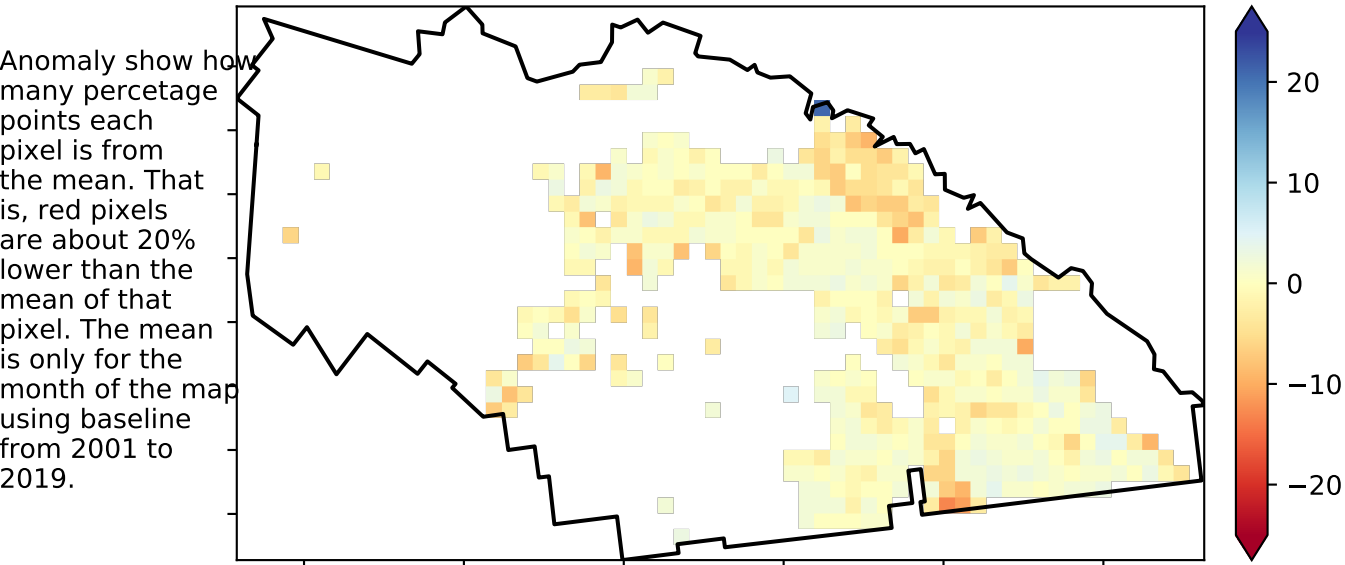 Anomaly show how
many percetage
points each
pixel is from
the mean. That
is, red pixels
are about 20%
lower than the
mean of that
pixel. The mean
is only for the
month of the map
using baseline
from 2001 to
2019.
20
10
0
−10
−20